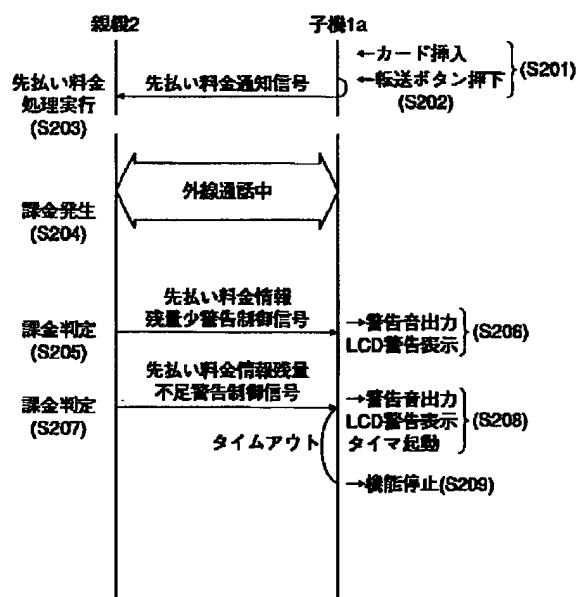 親機2
子機1a
←カード挿入
←転送ボタン押下
(S201)
(S202)
先払い料金通知信号
先払い料金
処理実行
(S203)
外線通話中
課金発生
(S204)
先払い料金情報
残量少警告制御信号
課金判定
(S205)
→警告音出力
LCD警告表示
(S206)
先払い料金情報残量
不足警告制御信号
課金判定
(S207)
→警告音出力
LCD警告表示
タイマ起動
(S208)
タイムアウト
→機能停止(S209)